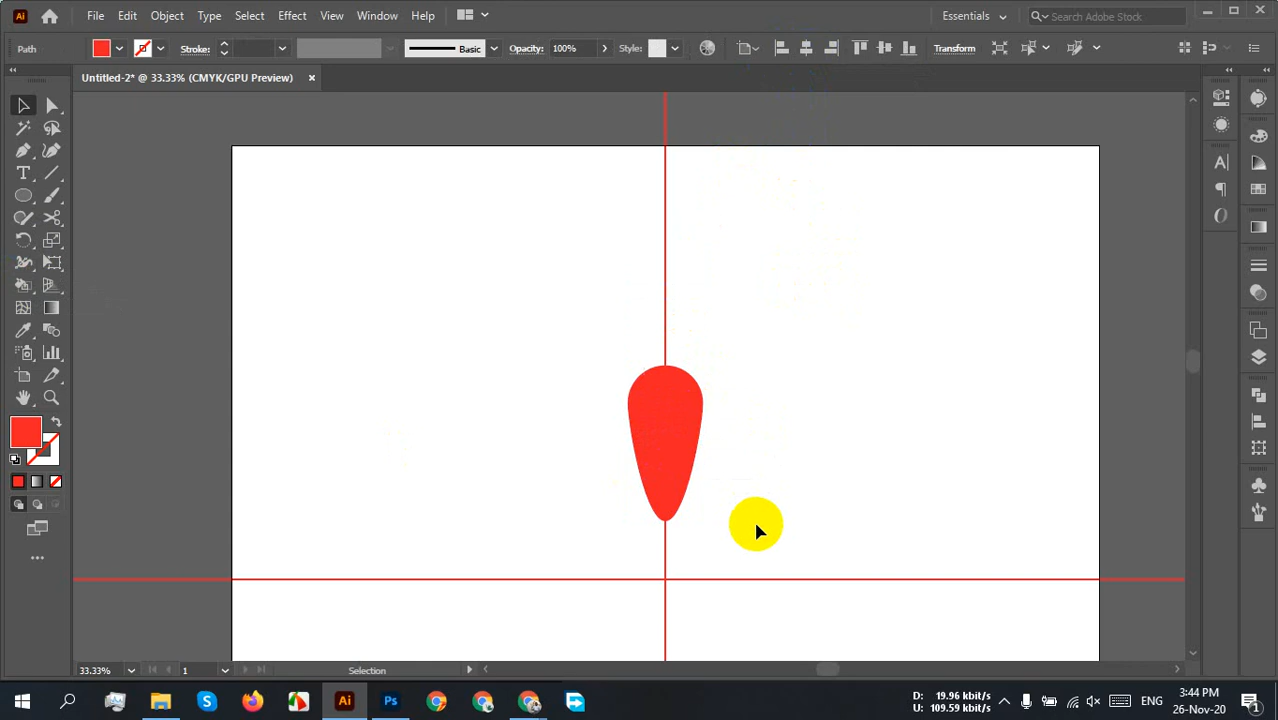 Ai File Edit Object Type Select Effect View Window Help Essentials Search Adobe Stock
Path Stroke: Basic Opacity: 100% Style: Transform
Untitled-2* @ 33.33% (CMYK/GPU Preview)
33.33% 1 Selection
Ai Ps D: 19.96 kbit/s ENG 3:44 PM
U: 109.59 kbit/s 26-Nov-20